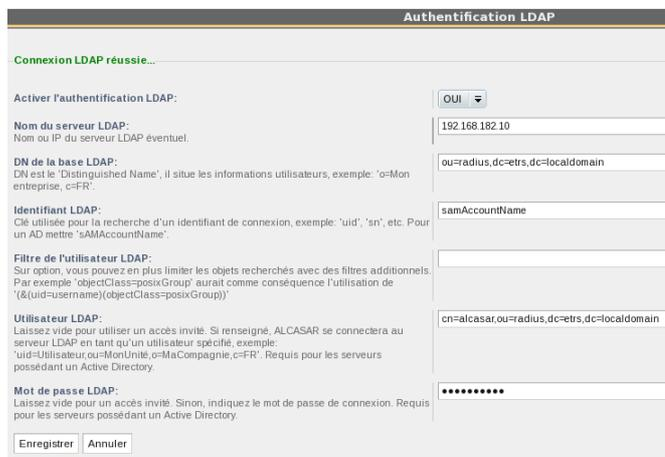 Authentification LDAP
Connexion LDAP réussie...
Activer l'authentification LDAP:
OUI
Nom du serveur LDAP:
Nom ou IP du serveur LDAP éventuel.
192.168.182.10
DN de la base LDAP:
DN est le 'Distinguished Name', il situe les informations utilisateurs, exemple: 'o=Mon
entreprise, c=FR'.
ou=radius,dc=etrs,dc=localdomain
Identifiant LDAP:
Clé utilisée pour la recherche d'un identifiant de connexion, exemple: 'uid', 'sn', etc. Pour
un AD mettre 'sAMAccountName'.
samAccountName
Filtre de l'utilisateur LDAP:
Sur option, vous pouvez en plus limiter les objets recherchés avec des filtres additionnels.
Par exemple 'objectClass=posixGroup' aurait comme conséquence l'utilisation de
'(&(uid=username)(objectClass=posixGroup))'
Utilisateur LDAP:
Laissez vide pour utiliser un accès invité. Si renseigné, ALCASAR se connectera au
serveur LDAP en tant qu'un utilisateur spécifié, exemple:
'uid=Utilisateur,ou=MonUnité,o=MaCompagnie,c=FR'. Requis pour les serveurs
possédant un Active Directory.
cn=alcasar,ou=radius,dc=etrs,dc=localdomain
Mot de passe LDAP:
Laissez vide pour un accès invité. Sinon, indiquez le mot de passe de connexion. Requis
pour les serveurs possédant un Active Directory.
●●●●●●●●●●
Enregistrer Annuler